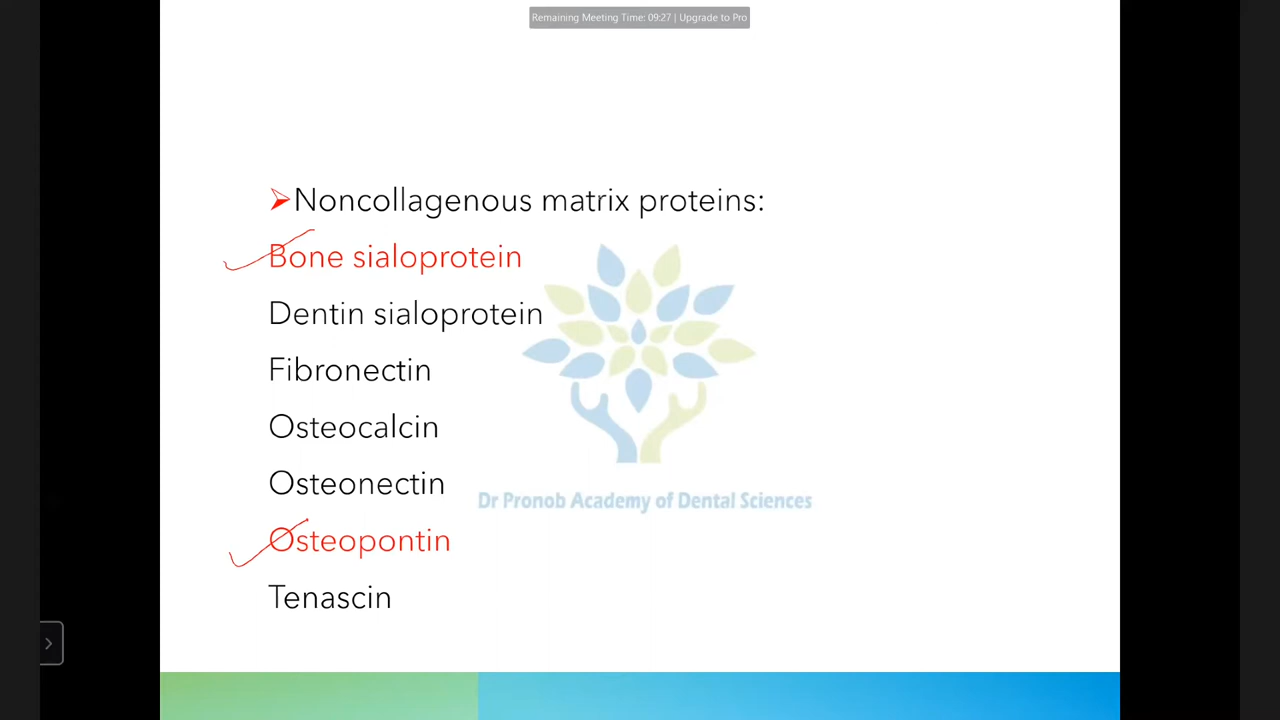 Remaining Meeting Time: 09:27 | Upgrade to Pro
➢Noncollagenous matrix proteins:
Bone sialoprotein
Dentin sialoprotein
Fibronectin
Osteocalcin
Osteonectin
Dr Pronob Academy of Dental Sciences
Osteopontin
Tenascin